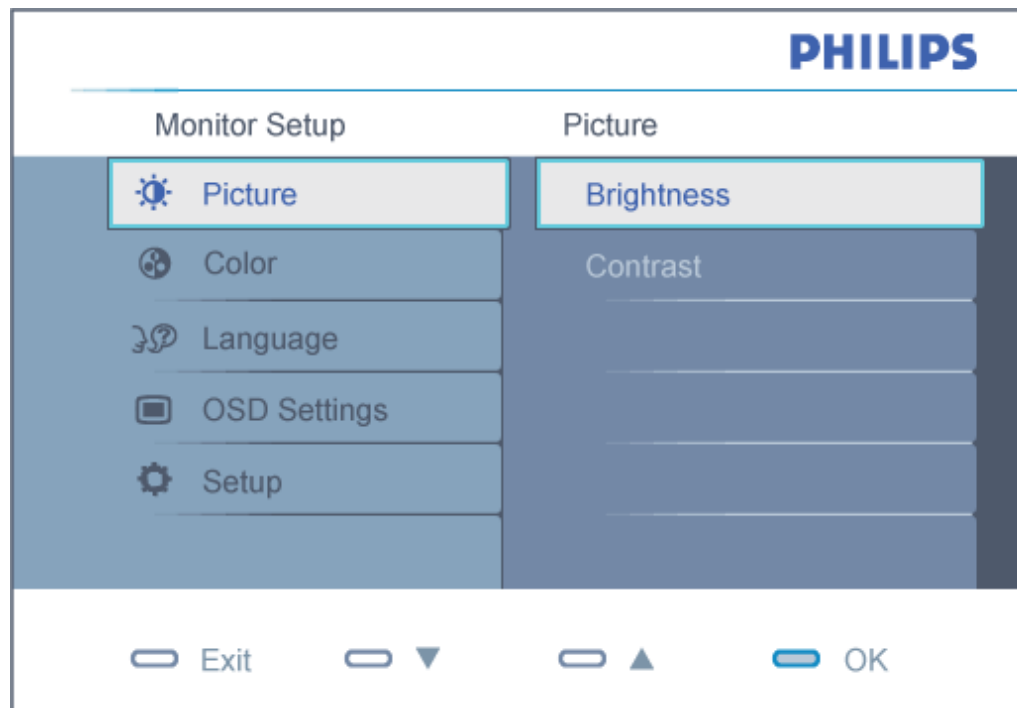 PHILIPS
Monitor Setup
Picture
Picture
Brightness
Color
Contrast
Language
OSD Settings
Setup
Exit ▼ ▲ OK